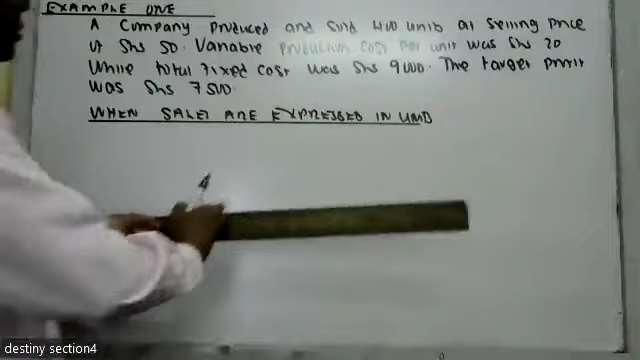 EXAMPLE ONE
A Company produced and sold 400 units at selling price
of Shs 50. Variable production cost per unit was Shs 20
While total fixed cost was Shs 9000. The target profit
was Shs 7500.
WHEN SALES ARE EXPRESSED IN
destiny section4